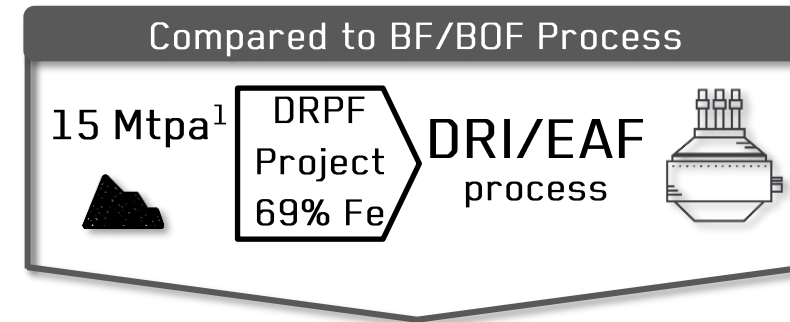 Compared to BF/BOF Process
15 Mtpa¹
DRPF
Project
69% Fe
DRI/EAF
process